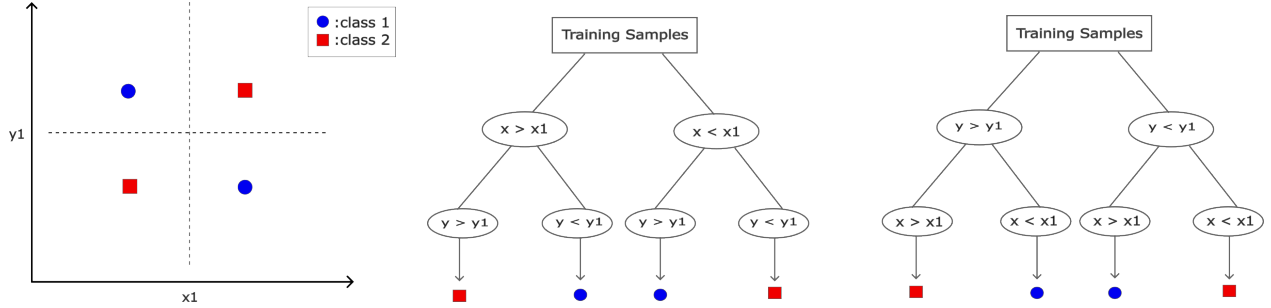 :class 1
:class 2
y1
x1
Training Samples
x > x1
x < x1
y > y1
y < y1
y > y1
y < y1
Training Samples
y > y1
y < y1
x > x1
x < x1
x > x1
x < x1